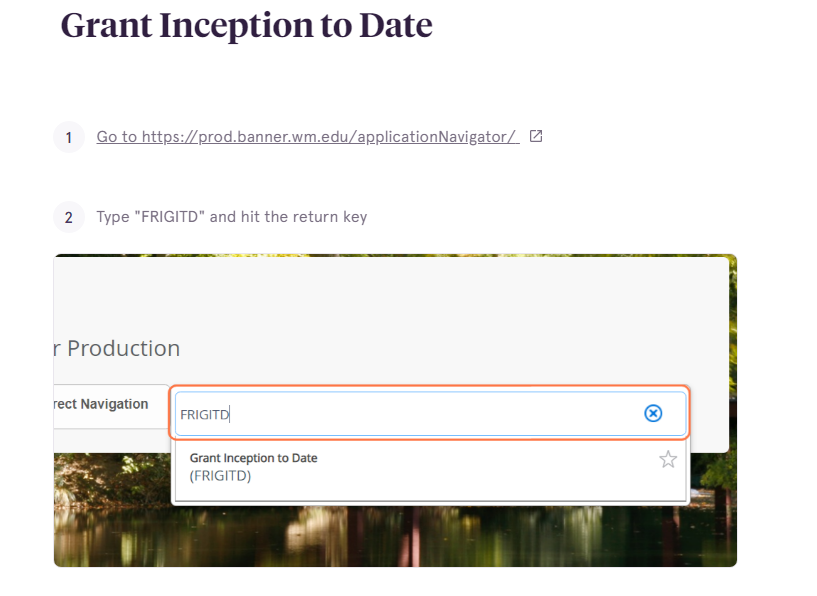 Grant Inception to Date
1 Go to https://prod.banner.wm.edu/applicationNavigator/
2 Type "FRIGITD" and hit the return key
r Production
rect Navigation
FRIGITD
Grant Inception to Date
(FRIGITD)